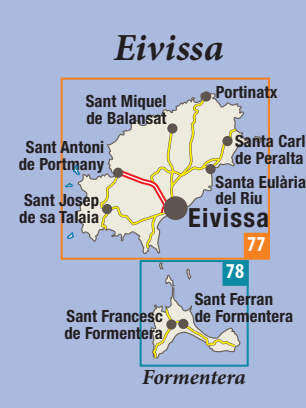 Eivissa
Portinatx
Sant Miquel
de Balansat
Santa Carl
de Peralta
Sant Antoni
de Portmany
Santa Eulària
del Riu
Sant Josep
de sa Talaia
Eivissa
77
78
Sant Ferran
de Formentera
Sant Francesc
de Formentera
Formentera